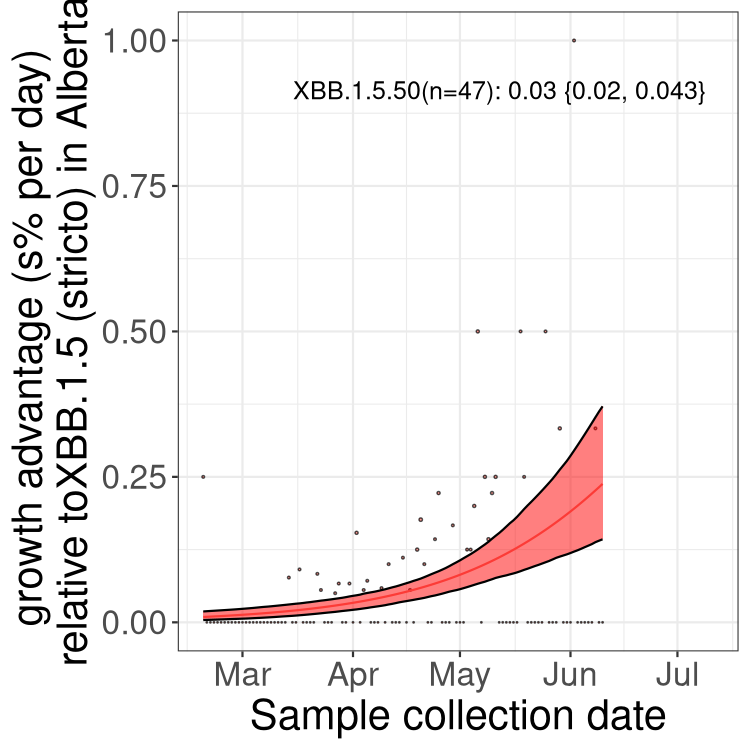 growth advantage (s% per day)
relative toXBB.1.5 (stricto) in Alberta
1.00
XBB.1.5.50(n=47): 0.03 {0.02, 0.043}
0.75
0.50
0.25
0.00
Mar Apr May Jun Jul
Sample collection date